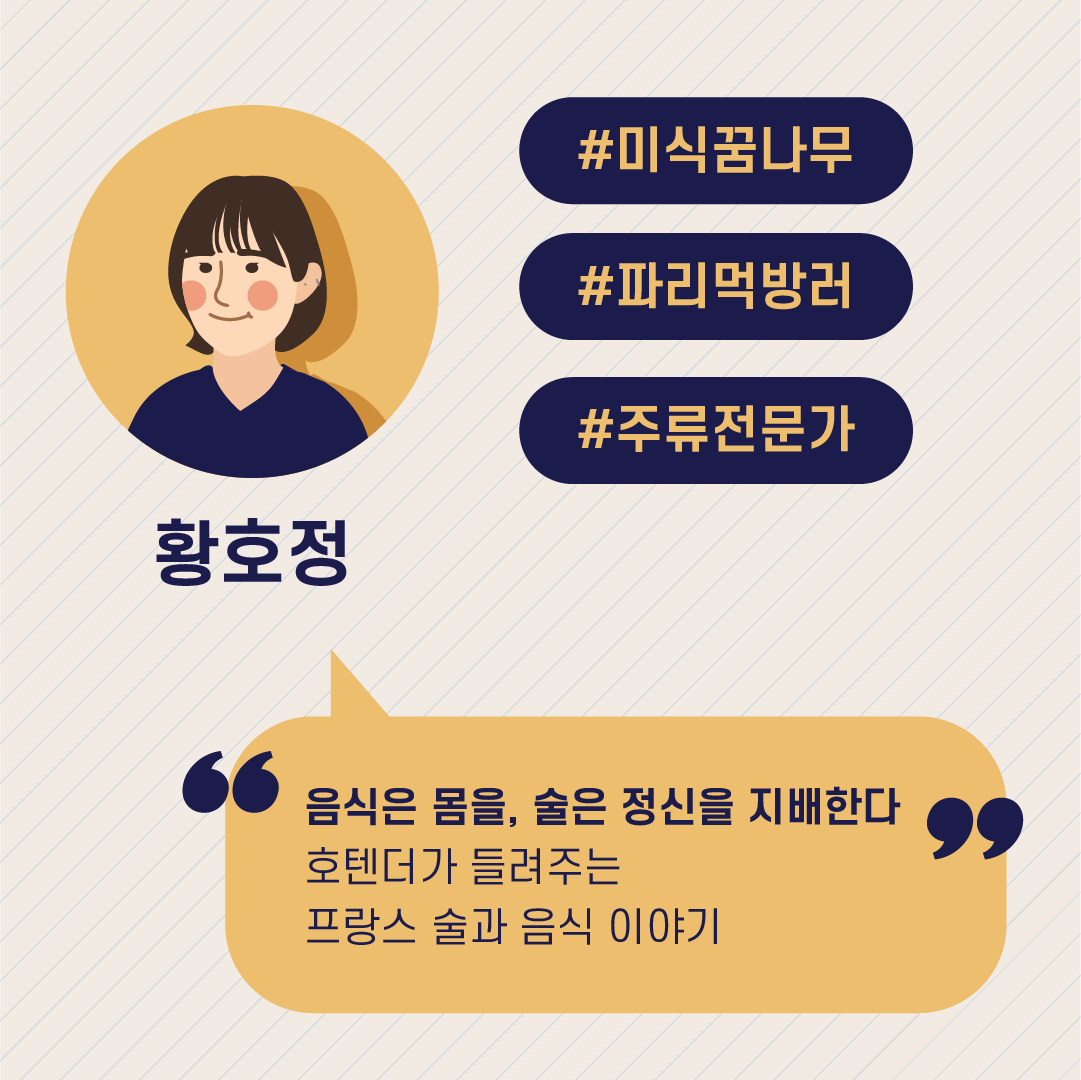 #미식꿈나무
#파리먹방러
#주류전문가
황호정
“음식은 몸을, 술은 정신을 지배한다”
호텐더가 들려주는
프랑스 술과 음식 이야기